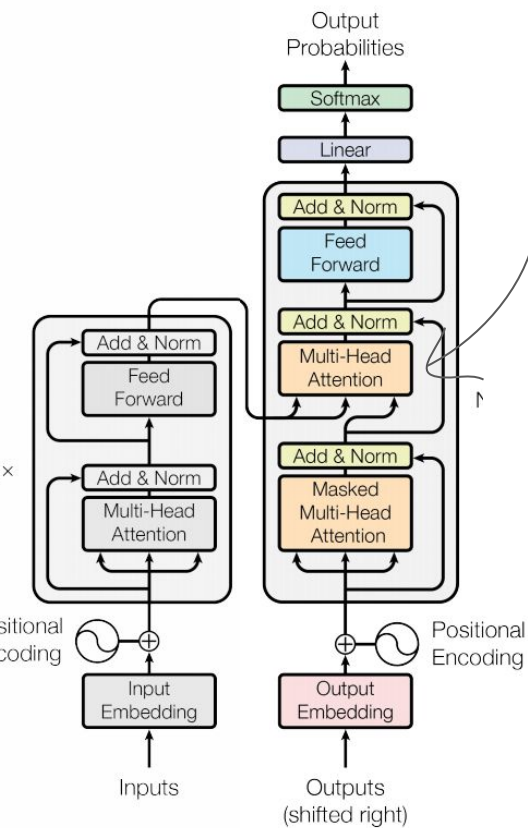 Output
Probabilities
Softmax
Linear
Add & Norm
Feed
Forward
Add & Norm
Multi-Head
Attention
Add & Norm
Masked
Multi-Head
Attention
Add & Norm
Feed
Forward
N
×
Add & Norm
Multi-Head
Attention
sitional
coding
Positional
Encoding
Input
Embedding
Output
Embedding
Inputs
Outputs
(shifted right)